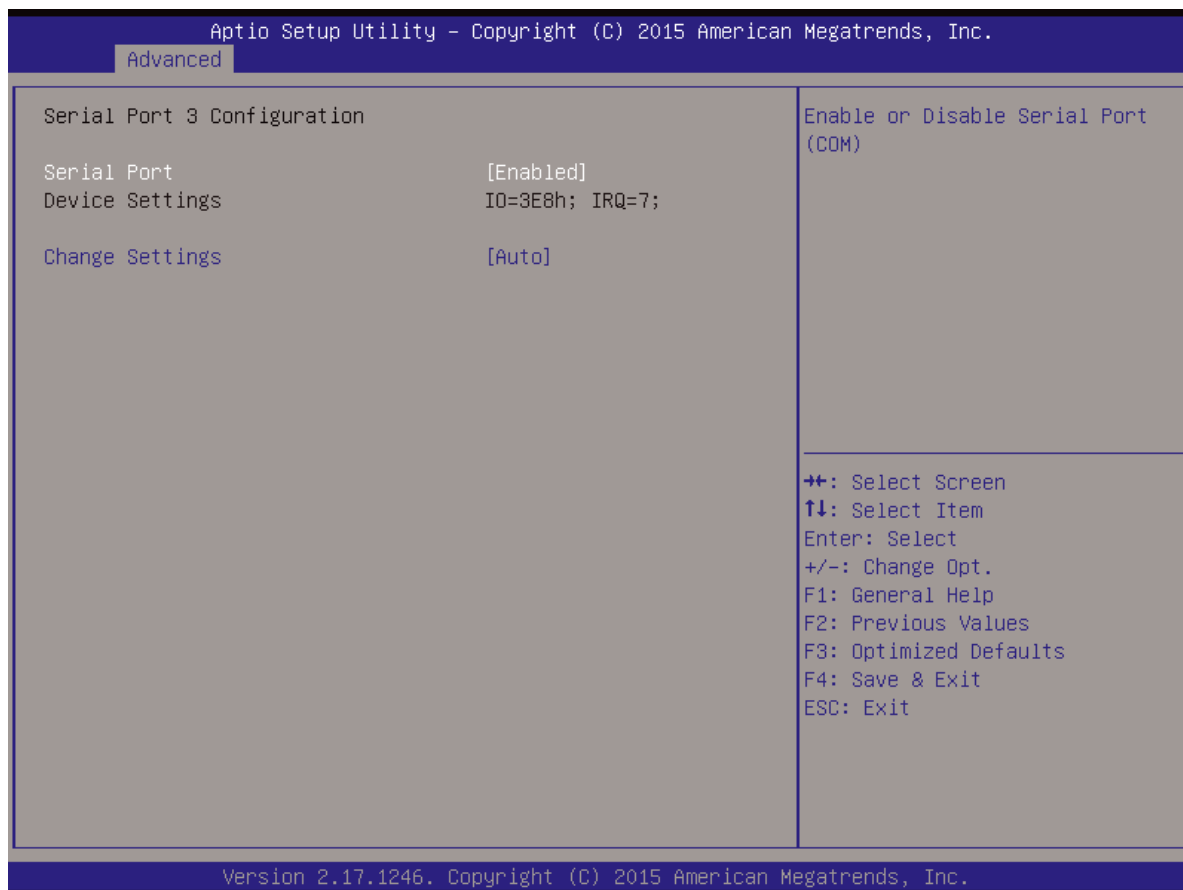 Aptio Setup Utility – Copyright (C) 2015 American Megatrends, Inc.
Advanced
Serial Port 3 Configuration
Serial Port [Enabled]
Device Settings IO=3E8h; IRQ=7;
Change Settings [Auto]
Enable or Disable Serial Port
(COM)
→←: Select Screen
↑↓: Select Item
Enter: Select
+/-: Change Opt.
F1: General Help
F2: Previous Values
F3: Optimized Defaults
F4: Save & Exit
ESC: Exit
Version 2.17.1246. Copyright (C) 2015 American Megatrends, Inc.